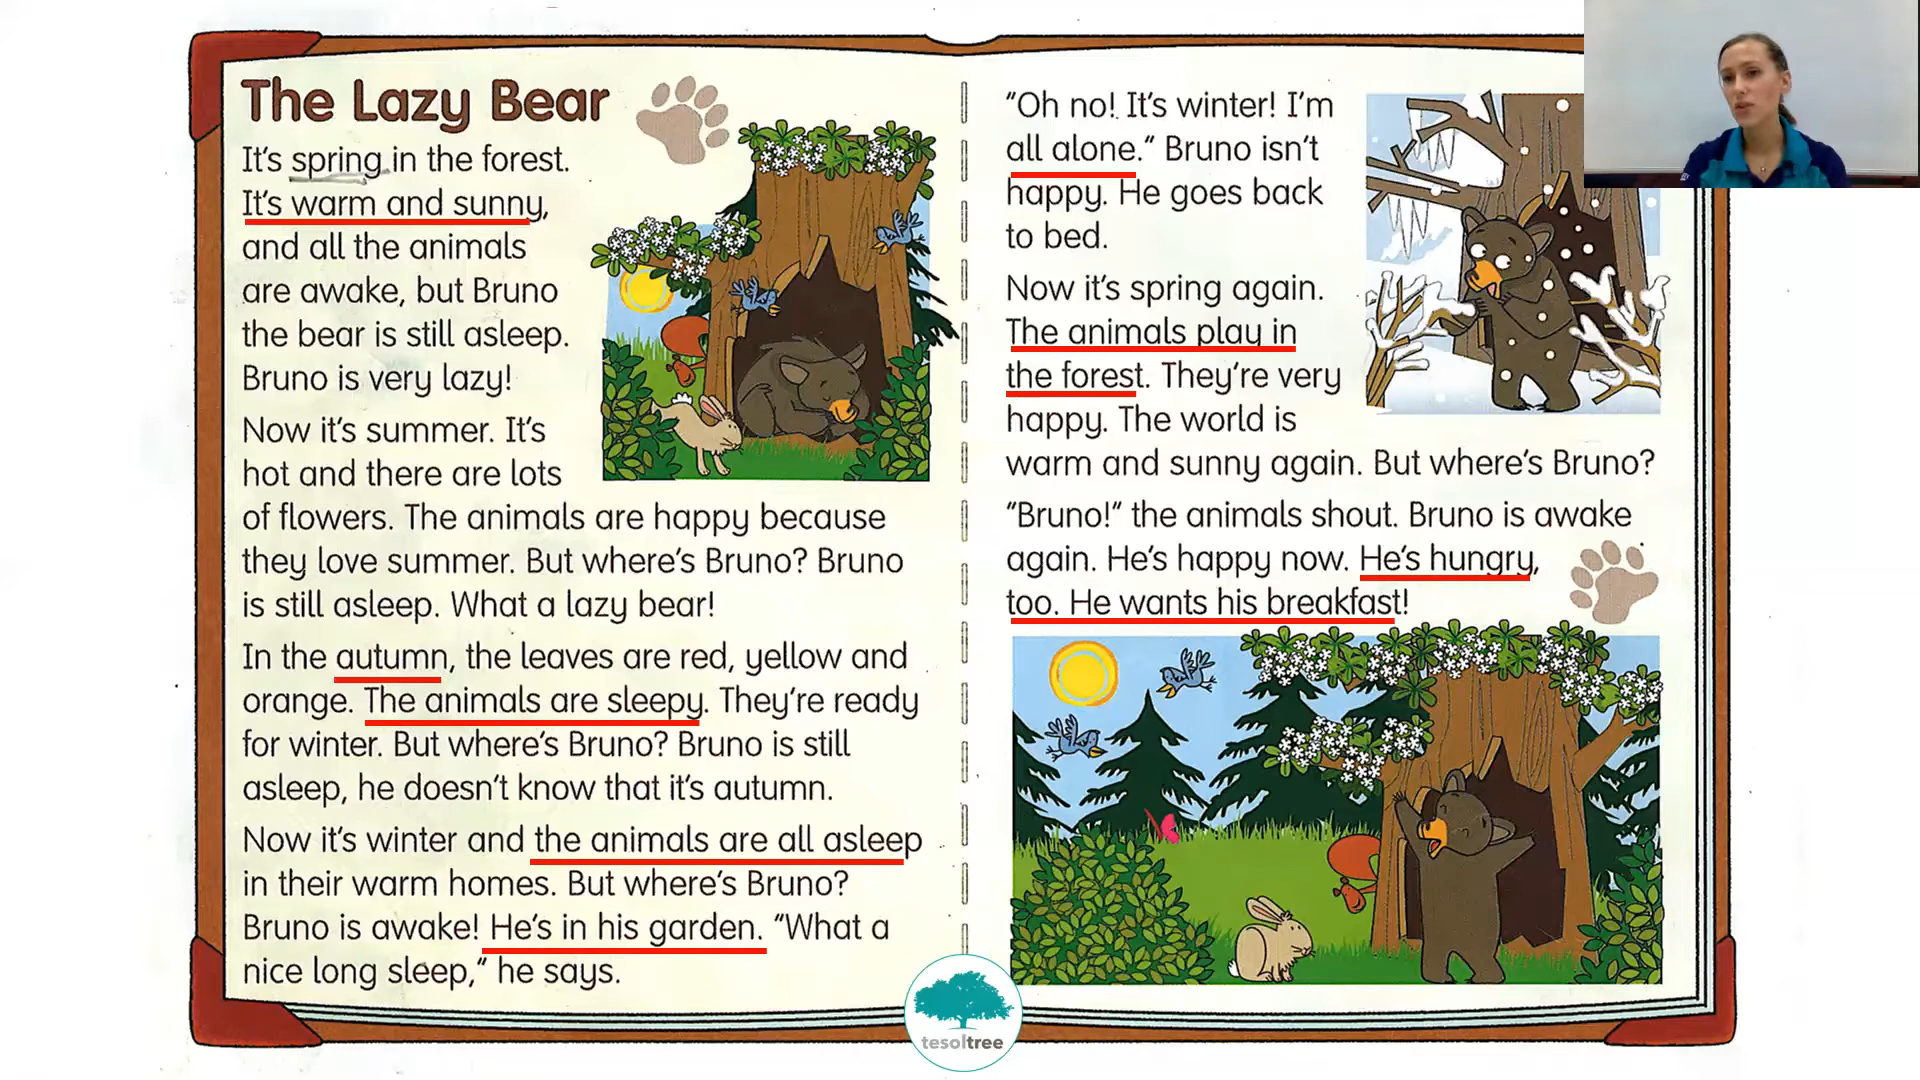 The Lazy Bear
It's spring in the forest.
It's warm and sunny,
and all the animals
are awake, but Bruno
the bear is still asleep.
Bruno is very lazy!
Now it's summer. It's
hot and there are lots
of flowers. The animals are happy because
they love summer. But where's Bruno? Bruno
is still asleep. What a lazy bear!
In the autumn, the leaves are red, yellow and
orange. The animals are sleepy. They're ready
for winter. But where's Bruno? Bruno is still
asleep, he doesn't know that it's autumn.
Now it's winter and the animals are all asleep
in their warm homes. But where's Bruno?
Bruno is awake! He's in his garden. "What a
nice long sleep," he says.
"Oh no! It's winter! I'm
all alone." Bruno isn't
happy. He goes back
to bed.
Now it's spring again.
The animals play in
the forest. They're very
happy. The world is
warm and sunny again. But where's Bruno?
"Bruno!" the animals shout. Bruno is awake
again. He's happy now. He's hungry,
too. He wants his breakfast!
tesoltree